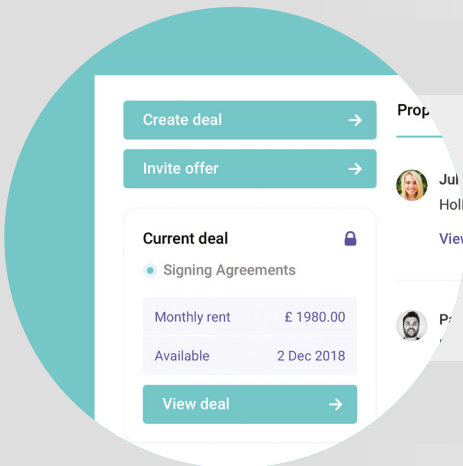 Create deal
Invite offer
Current deal
Signing Agreements
Monthly rent £ 1980.00
Available 2 Dec 2018
View deal